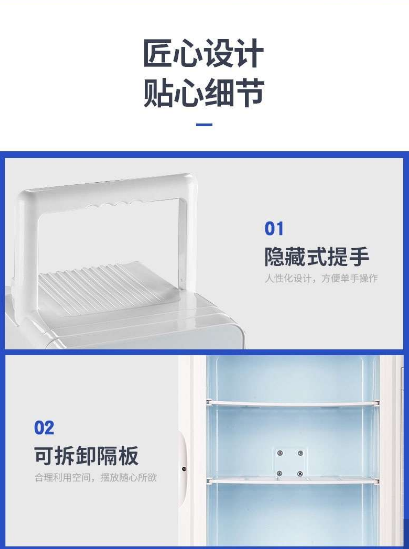 匠心设计
贴心细节
01
隐藏式提手
人性化设计，方便单手操作
02
可拆卸隔板
合理利用空间，摆放随心所欲